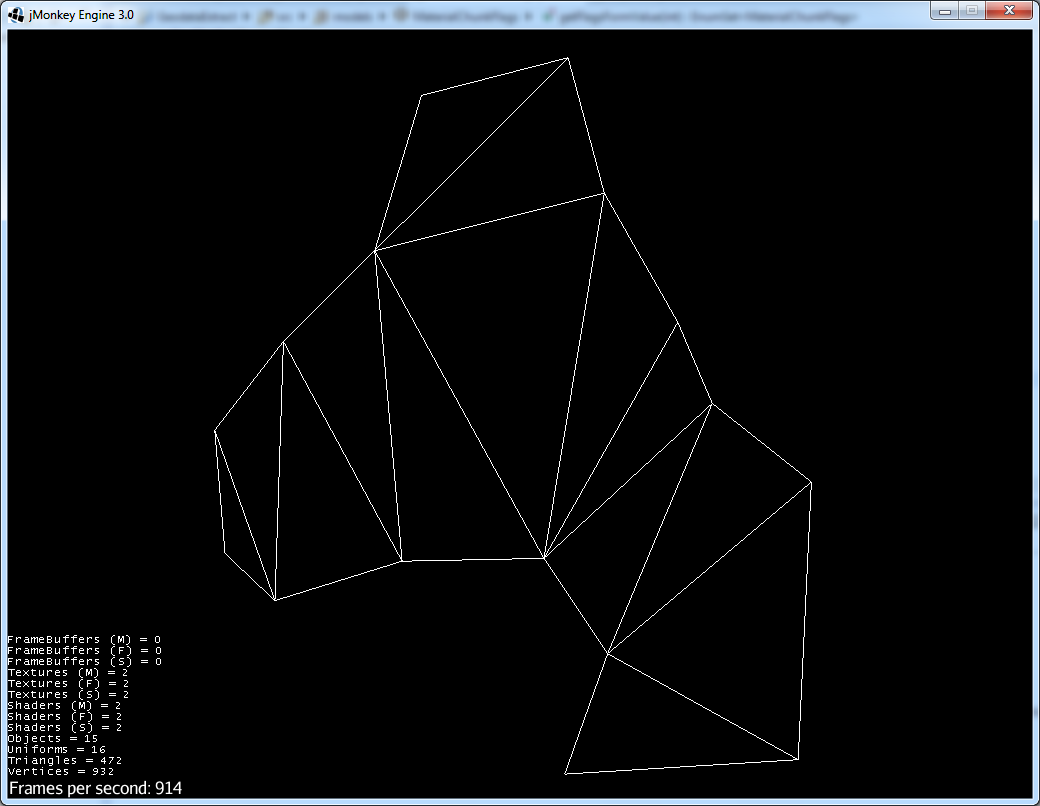 jMonkey Engine 3.0
FrameBuffers (M) = 0
FrameBuffers (F) = 0
FrameBuffers (S) = 0
Textures (M) = 2
Textures (F) = 2
Textures (S) = 2
Shaders (M) = 2
Shaders (F) = 2
Shaders (S) = 2
Objects = 15
Uniforms = 16
Triangles = 472
Vertices = 932
Frames per second: 914